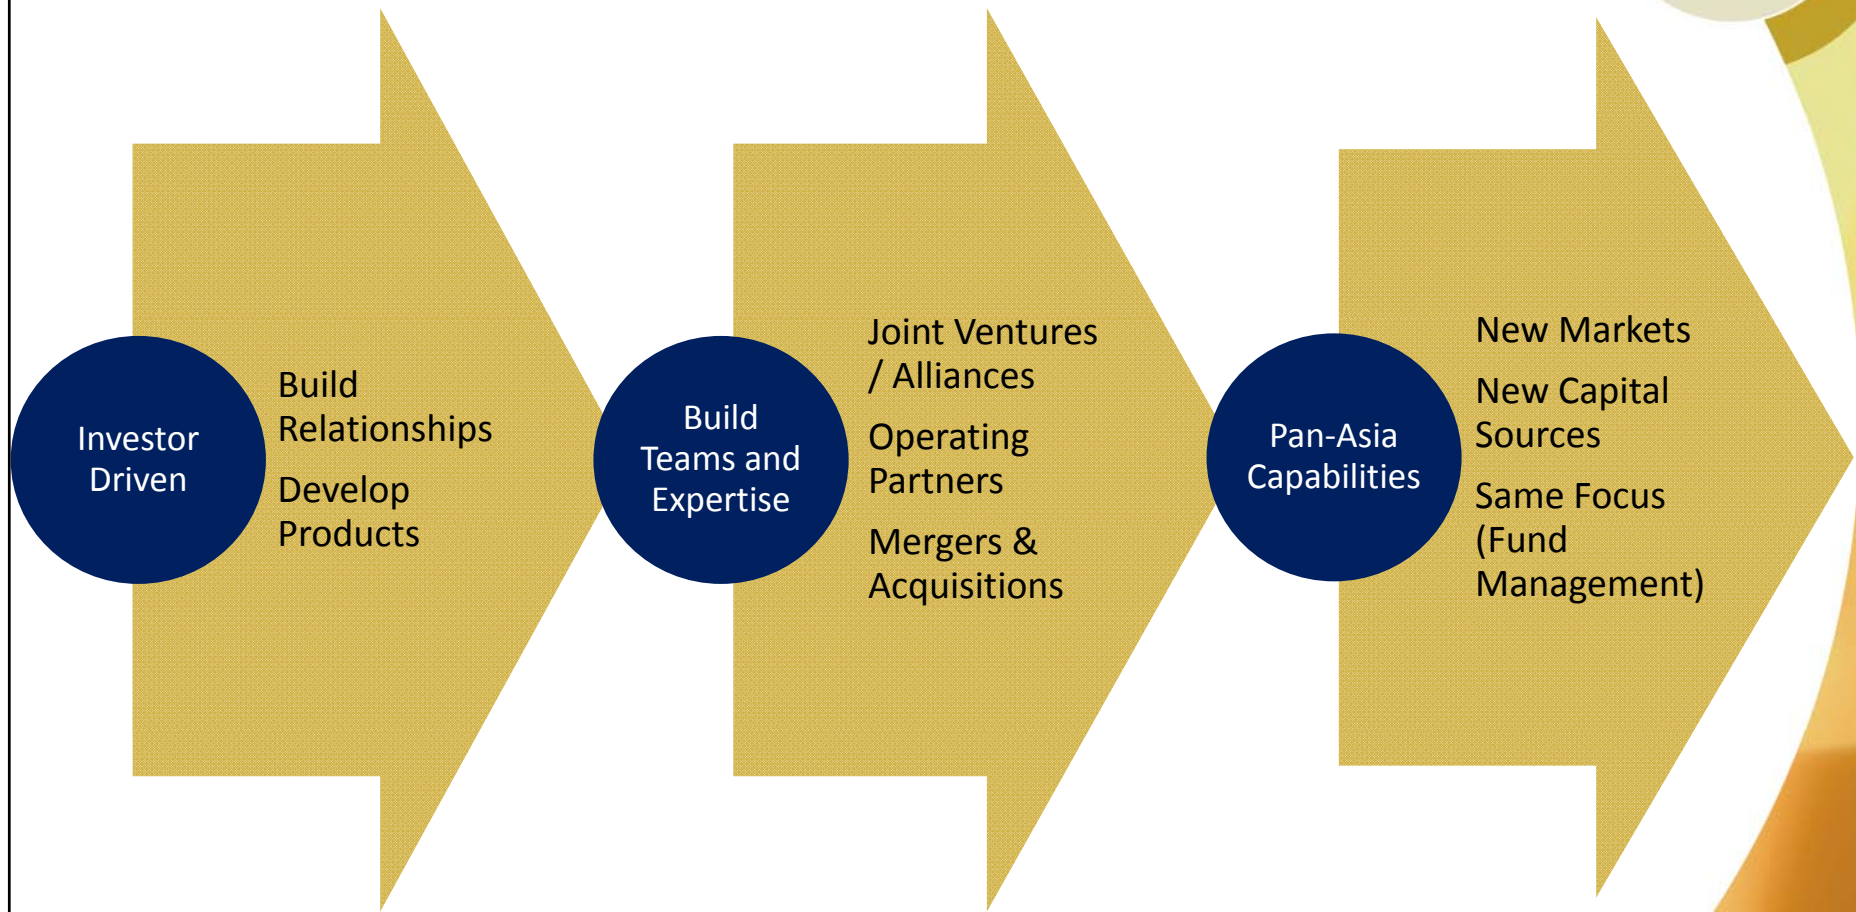 Investor
Driven
Build
Relationships
Develop
Products
Build
Teams and
Expertise
Joint Ventures
/ Alliances
Operating
Partners
Mergers &
Acquisitions
Pan-Asia
Capabilities
New Markets
New Capital
Sources
Same Focus
(Fund
Management)